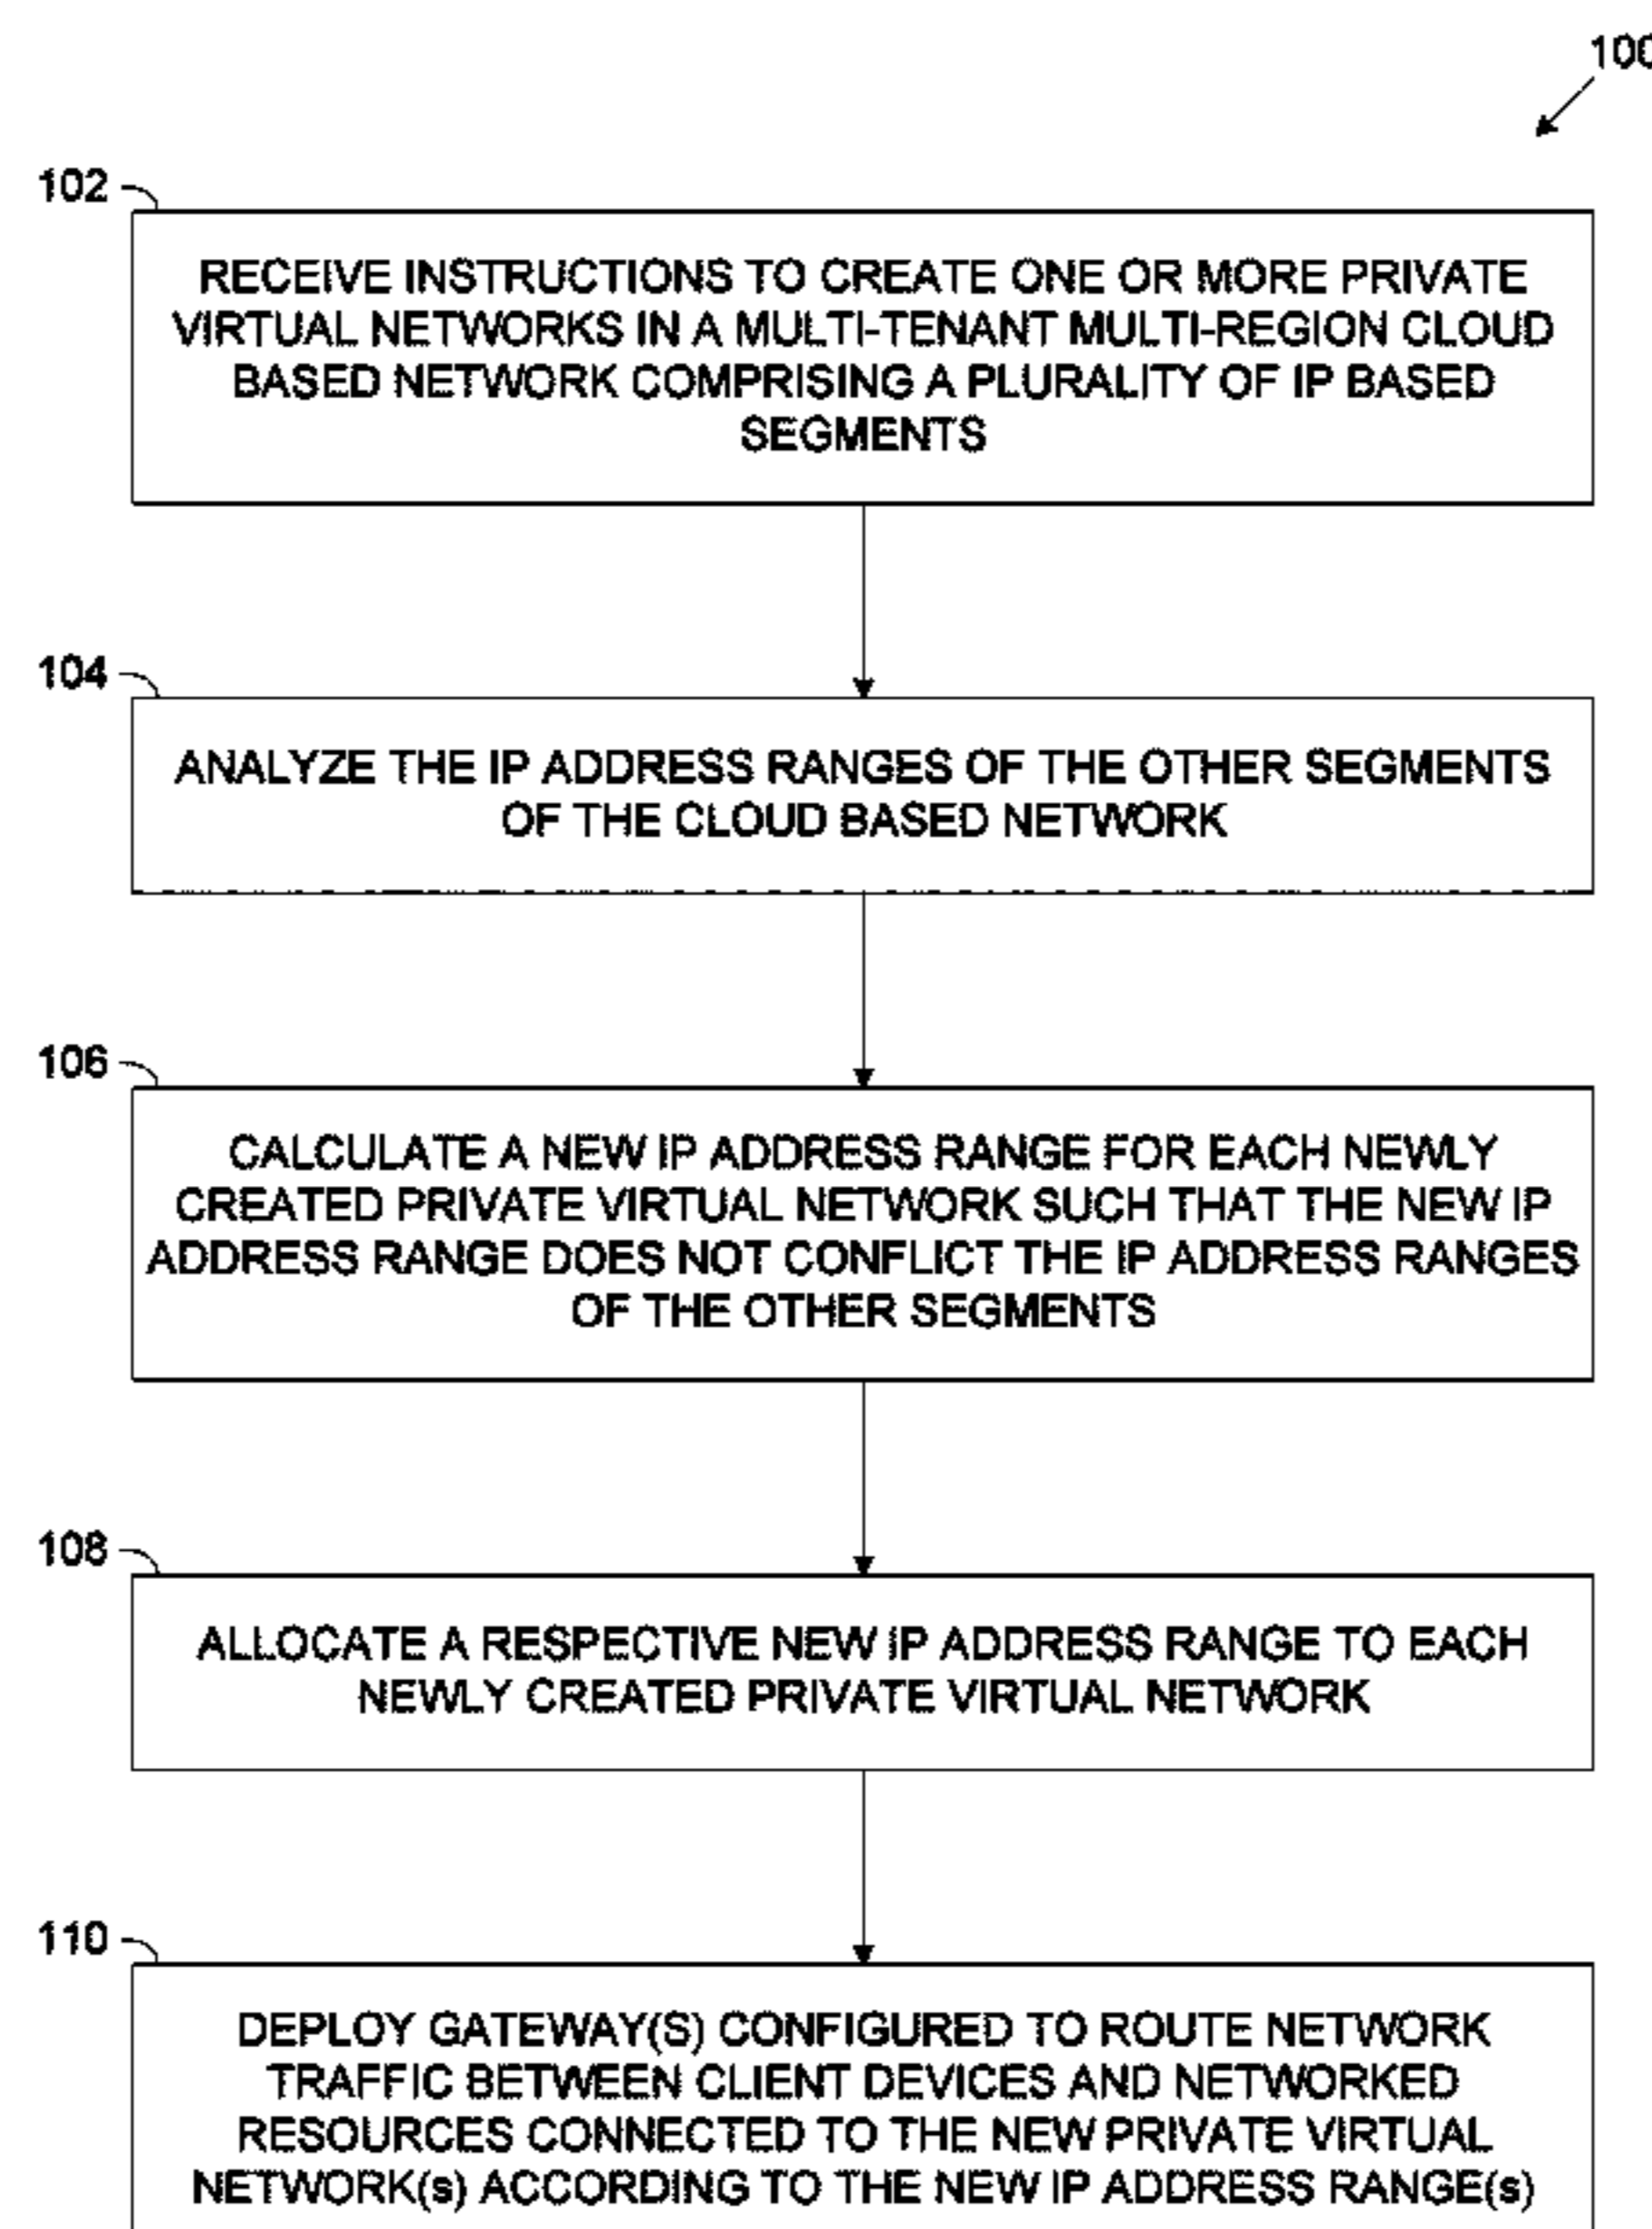 100
102
RECEIVE INSTRUCTIONS TO CREATE ONE OR MORE PRIVATE
VIRTUAL NETWORKS IN A MULTI-TENANT MULTI-REGION CLOUD
BASED NETWORK COMPRISING A PLURALITY OF IP BASED
SEGMENTS
104
ANALYZE THE IP ADDRESS RANGES OF THE OTHER SEGMENTS
OF THE CLOUD BASED NETWORK
106
CALCULATE A NEW IP ADDRESS RANGE FOR EACH NEWLY
CREATED PRIVATE VIRTUAL NETWORK SUCH THAT THE NEW IP
ADDRESS RANGE DOES NOT CONFLICT THE IP ADDRESS RANGES
OF THE OTHER SEGMENTS
108
ALLOCATE A RESPECTIVE NEW IP ADDRESS RANGE TO EACH
NEWLY CREATED PRIVATE VIRTUAL NETWORK
110
DEPLOY GATEWAY(S) CONFIGURED TO ROUTE NETWORK
TRAFFIC BETWEEN CLIENT DEVICES AND NETWORKED
RESOURCES CONNECTED TO THE NEW PRIVATE VIRTUAL
NETWORK(s) ACCORDING TO THE NEW IP ADDRESS RANGE(s)